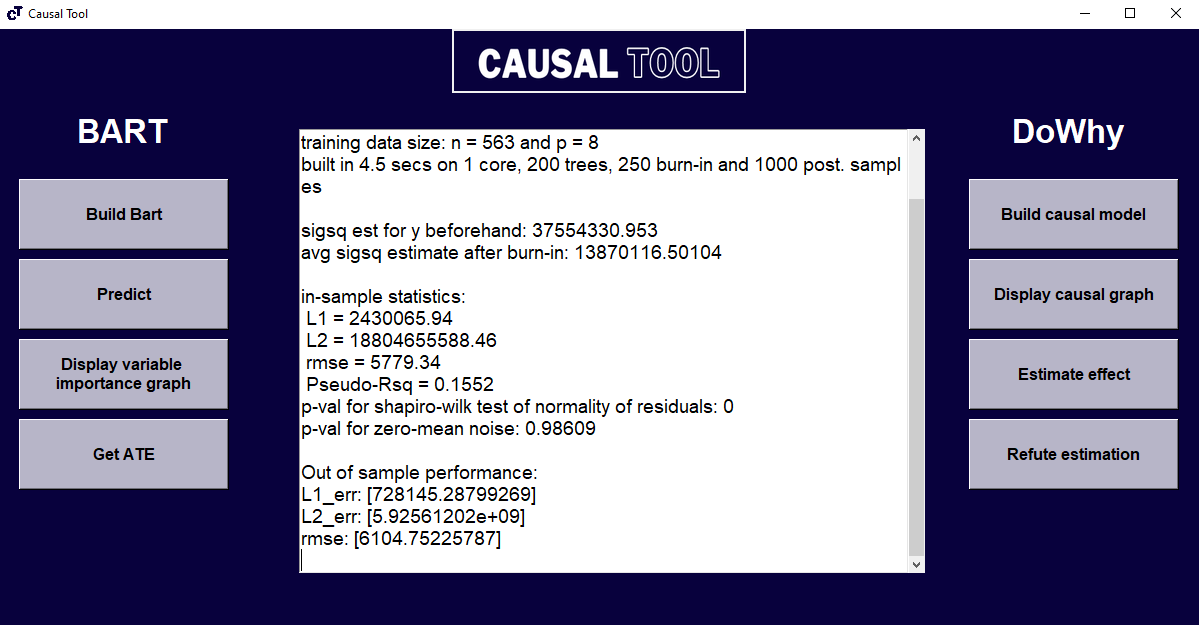 Causal Tool
CAUSAL TOOL
BART
Build Bart
Predict
Display variable
importance graph
Get ATE
training data size: n = 563 and p = 8
built in 4.5 secs on 1 core, 200 trees, 250 burn-in and 1000 post. sampl
es
sigsq est for y beforehand: 37554330.953
avg sigsq estimate after burn-in: 13870116.50104
in-sample statistics:
L1 = 2430065.94
L2 = 18804655588.46
rmse = 5779.34
Pseudo-Rsq = 0.1552
p-val for shapiro-wilk test of normality of residuals: 0
p-val for zero-mean noise: 0.98609
Out of sample performance:
L1_err: [728145.28799269]
L2_err: [5.92561202e+09]
rmse: [6104.75225787]
DoWhy
Build causal model
Display causal graph
Estimate effect
Refute estimation